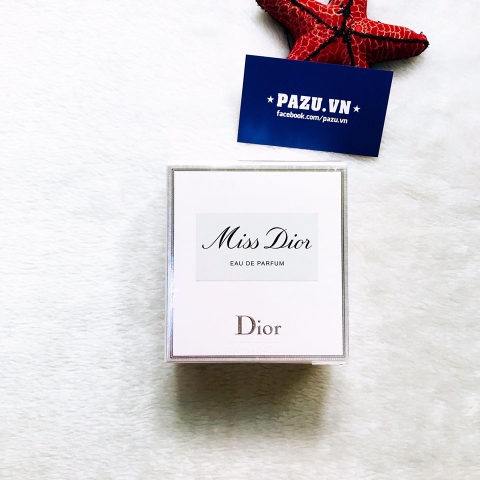 ★ PAZU.VN ★
facebook.com/pazu.vn
Miss Dior
EAU DE PARFUM
Dior